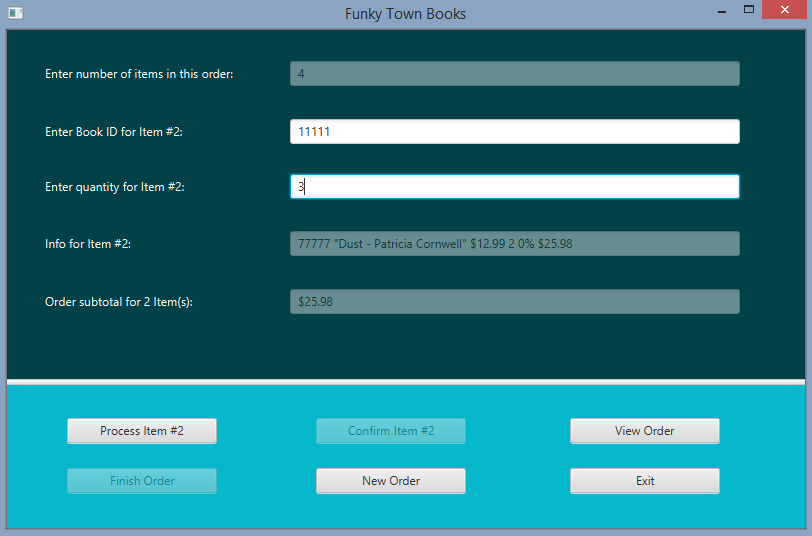 Funky Town Books
Enter number of items in this order: 4
Enter Book ID for Item #2: 11111
Enter quantity for Item #2: 3
Info for Item #2: 77777 "Dust - Patricia Cornwell" $12.99 2 0% $25.98
Order subtotal for 2 Item(s): $25.98
Process Item #2 Confirm Item #2 View Order
Finish Order New Order Exit